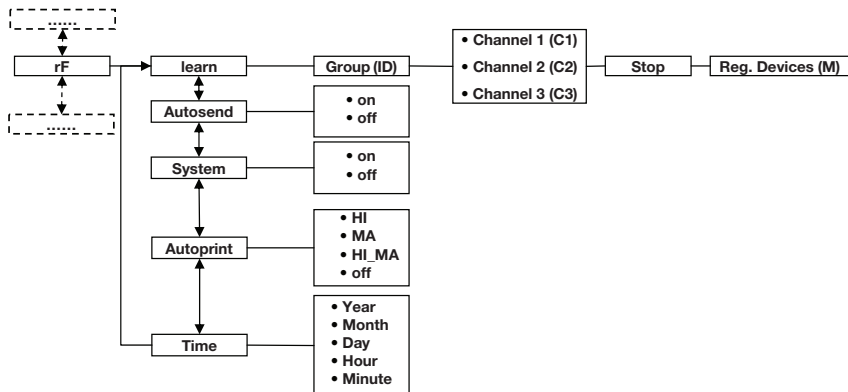 ......
rF
......
learn
Group (ID)
• Channel 1 (C1)
• Channel 2 (C2)
• Channel 3 (C3)
Stop
Reg. Devices (M)
Autosend
• on
• off
System
• on
• off
Autoprint
• HI
• MA
• HI_MA
• off
Time
• Year
• Month
• Day
• Hour
• Minute